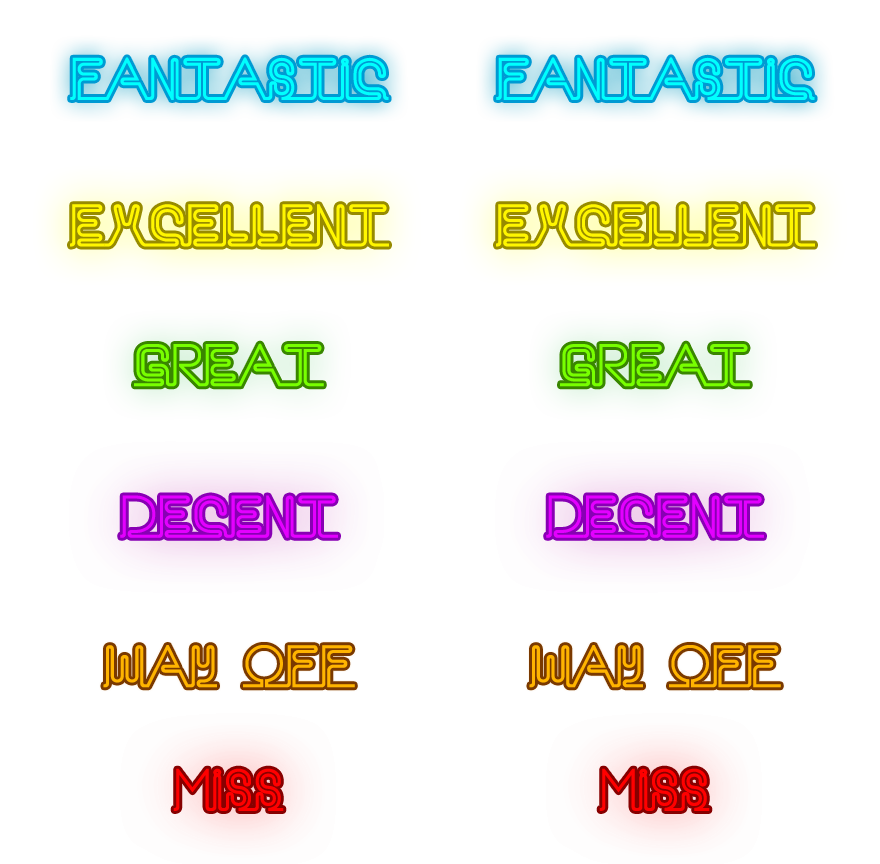 FANTASTIC FANTASTIC
EXCELLENT EXCELLENT
GREAT GREAT
DECENT DECENT
WAY OFF WAY OFF
MISS MISS